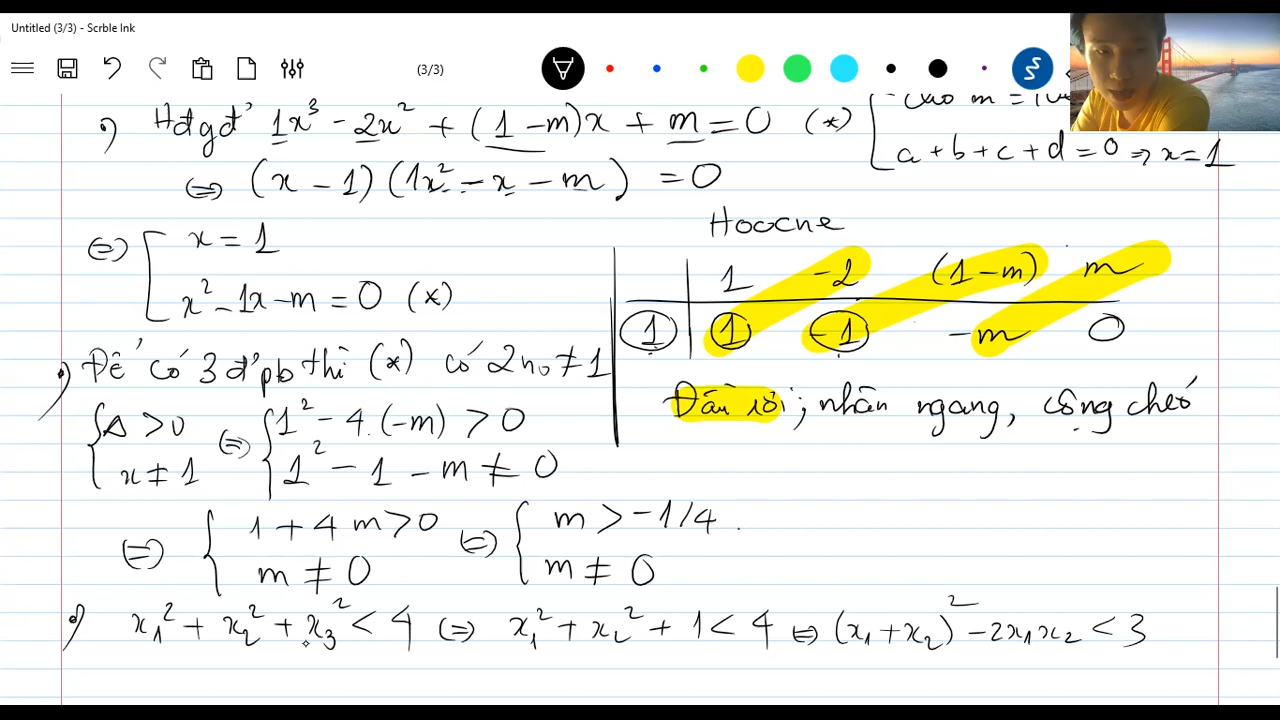 Untitled (3/3) - Scrble Ink
(3/3)
Hđgđ' 1x³ - 2x² + (1 - m)x + m = 0 (*)
a + b + c + d = 0 => x = 1
<=> (x - 1)(1x² - x - m) = 0
Hoocne
<=> [ x = 1
x² - 1x - m = 0 (*)
1 -2 (1 - m) m
1 1 -1 -m 0
Để có 3 đ' pb thì (*) có 2 n₀ ≠ 1
Đầu rơi; nhân ngang, cộng chéo
{ Δ > 0 <=> { 1² - 4.(-m) > 0
x ≠ 1 1² - 1 - m ≠ 0
<=> { 1 + 4m > 0 <=> { m > -1/4
m ≠ 0 m ≠ 0
x₁² + x₂² + x₃² < 4 <=> x₁² + x₂² + 1 < 4 <=> (x₁ + x₂)² - 2x₁x₂ < 3